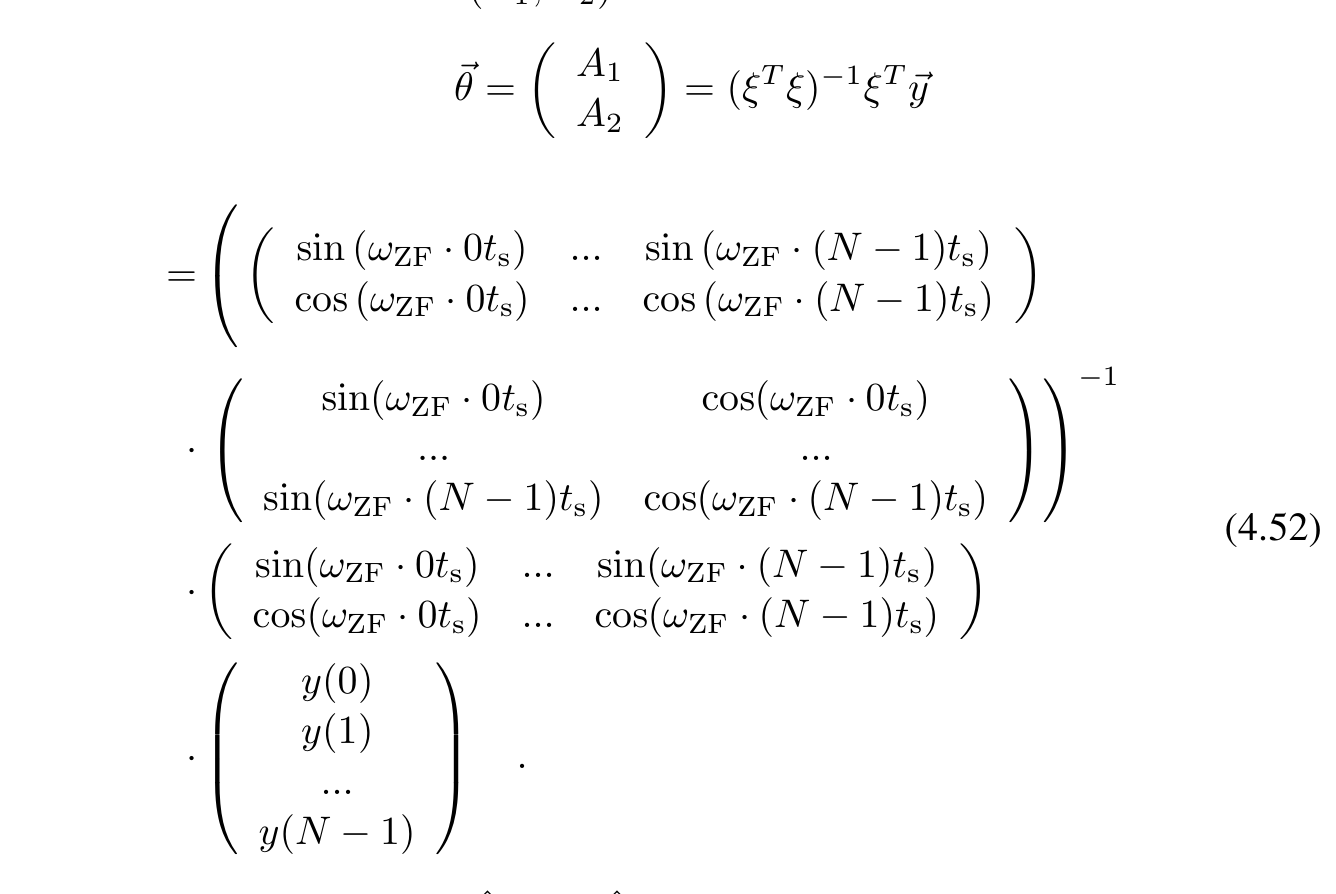 θ⃗ = ( A₁ ) = (ξᵀξ)⁻¹ξᵀy⃗
( A₂ )
= ( ( sin (ω_ZF · 0t_s) ... sin (ω_ZF · (N − 1)t_s) )
cos (ω_ZF · 0t_s) ... cos (ω_ZF · (N − 1)t_s) )
· ( sin(ω_ZF · 0t_s) cos(ω_ZF · 0t_s) ) )⁻¹
... ...
sin(ω_ZF · (N − 1)t_s) cos(ω_ZF · (N − 1)t_s)
(4.52)
· ( sin(ω_ZF · 0t_s) ... sin(ω_ZF · (N − 1)t_s) )
cos(ω_ZF · 0t_s) ... cos(ω_ZF · (N − 1)t_s)
· ( y(0) )
y(1)
...
y(N − 1) .